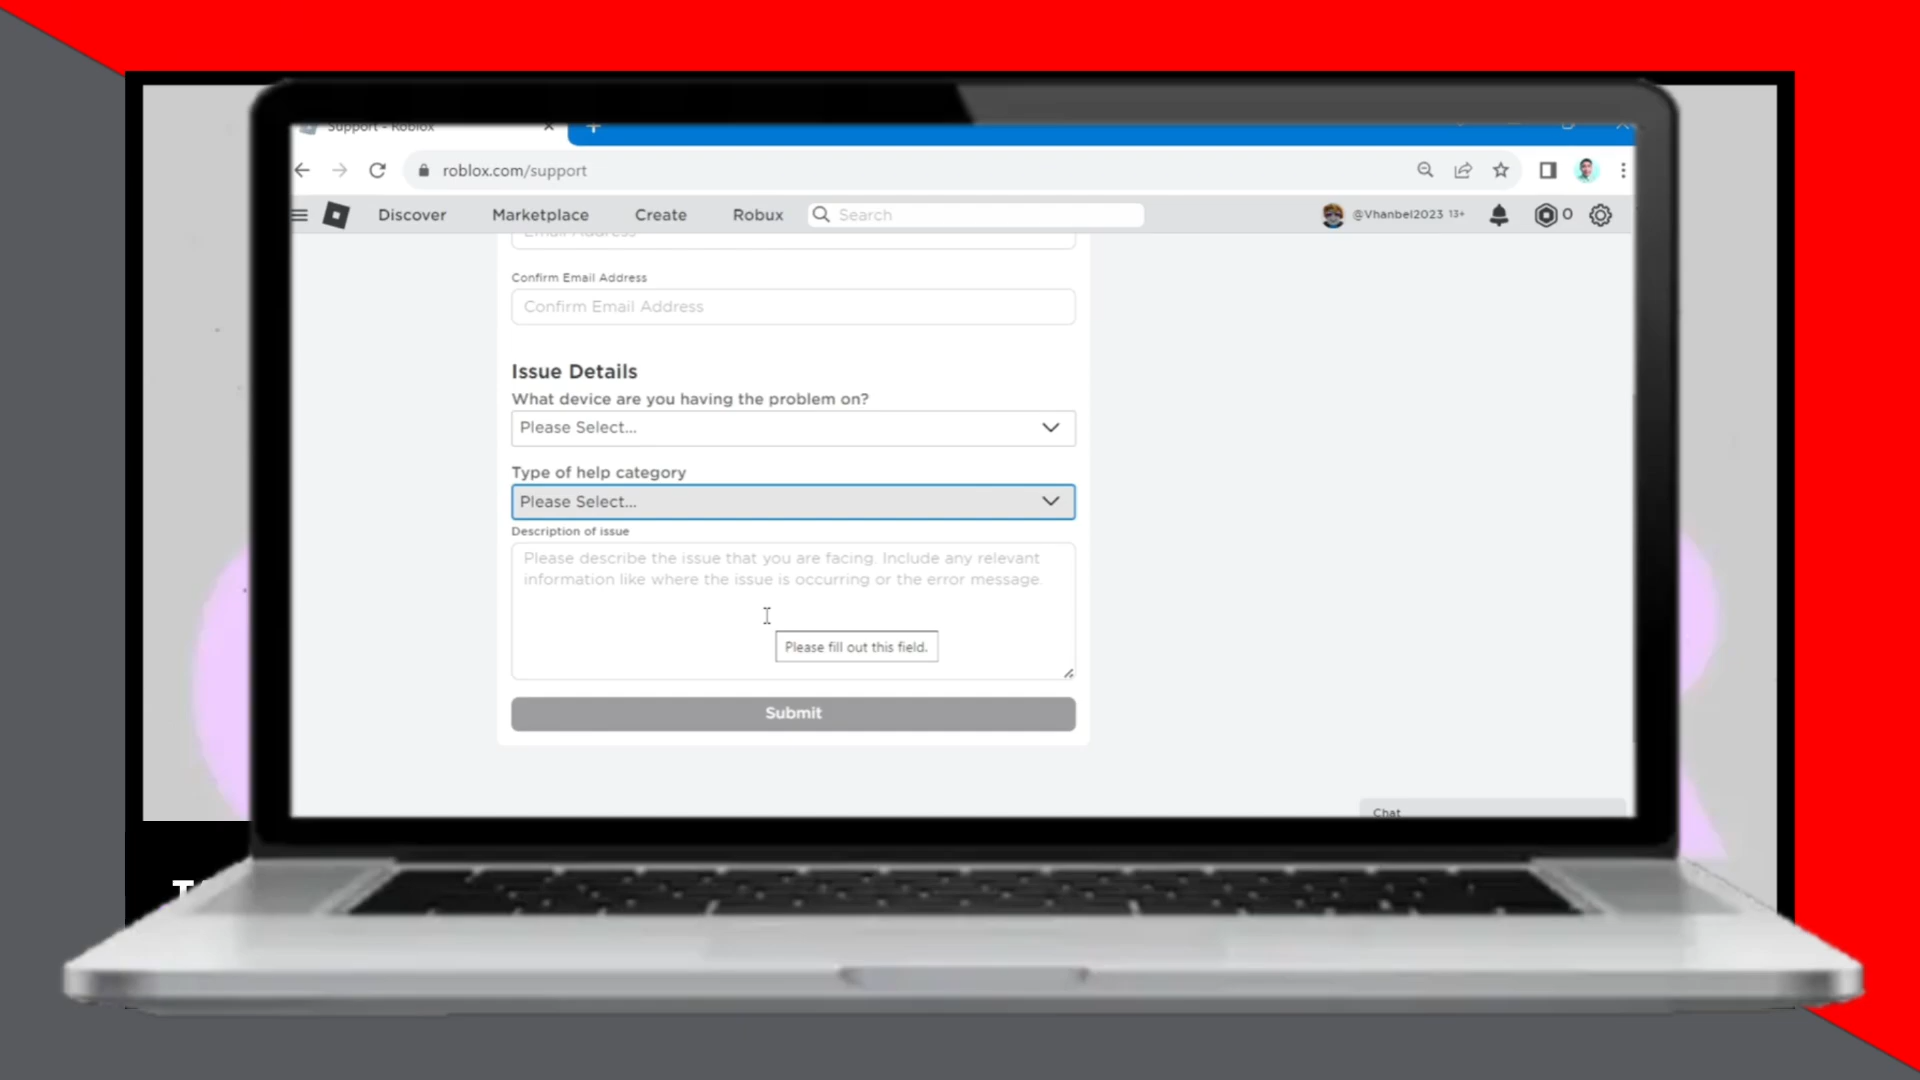 Support - Roblox
roblox.com/support
Discover Marketplace Create Robux Search @Vhanbel2023 13+ 0
Email Address
Confirm Email Address
Confirm Email Address
Issue Details
What device are you having the problem on?
Please Select...
Type of help category
Please Select...
Description of issue
Please describe the issue that you are facing. Include any relevant
information like where the issue is occurring or the error message.
Please fill out this field.
Submit
Chat